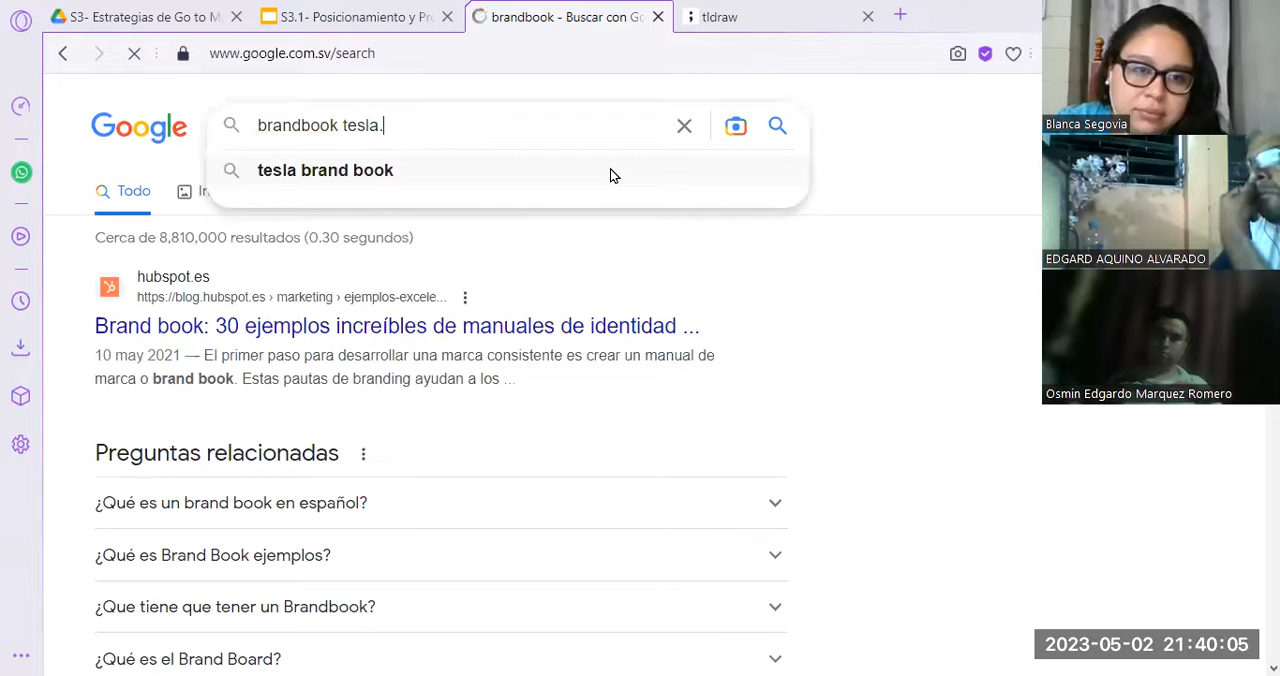 S3- Estrategias de Go to M
S3.1- Posicionamiento y Pr
brandbook - Buscar con Go
tldraw
www.google.com.sv/search
Google
brandbook tesla.
tesla brand book
Todo
Cerca de 8,810,000 resultados (0.30 segundos)
hubspot.es
https://blog.hubspot.es › marketing › ejemplos-excele...
Brand book: 30 ejemplos increíbles de manuales de identidad ...
10 may 2021 — El primer paso para desarrollar una marca consistente es crear un manual de
marca o brand book. Estas pautas de branding ayudan a los ...
Preguntas relacionadas
¿Qué es un brand book en español?
¿Qué es Brand Book ejemplos?
¿Que tiene que tener un Brandbook?
¿Qué es el Brand Board?
Blanca Segovia
EDGARD AQUINO ALVARADO
Osmin Edgardo Marquez Romero
2023-05-02 21:40:05